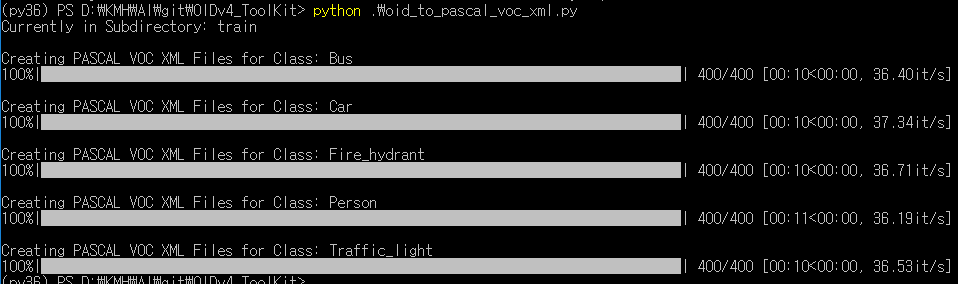 (py36) PS D:₩KMH₩AI₩git₩OIDv4_ToolKit> python .₩oid_to_pascal_voc_xml.py
Currently in Subdirectory: train
Creating PASCAL VOC XML Files for Class: Bus
100%| | 400/400 [00:10<00:00, 36.40it/s]
Creating PASCAL VOC XML Files for Class: Car
100%| | 400/400 [00:10<00:00, 37.34it/s]
Creating PASCAL VOC XML Files for Class: Fire_hydrant
100%| | 400/400 [00:10<00:00, 36.71it/s]
Creating PASCAL VOC XML Files for Class: Person
100%| | 400/400 [00:11<00:00, 36.19it/s]
Creating PASCAL VOC XML Files for Class: Traffic_light
100%| | 400/400 [00:10<00:00, 36.53it/s]
(py36) PS D:₩KMH₩AI₩git₩OIDv4_ToolKit>